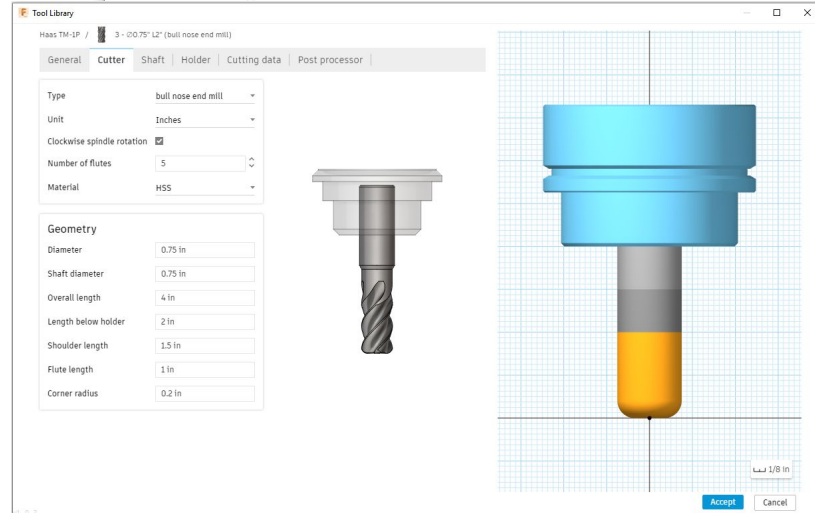 Tool Library
Haas TM-1P / 3 - Ø0.75" L2" (bull nose end mill)
General Cutter Shaft Holder Cutting data Post processor
Type bull nose end mill
Unit Inches
Clockwise spindle rotation
Number of flutes 5
Material HSS
Geometry
Diameter 0.75 in
Shaft diameter 0.75 in
Overall length 4 in
Length below holder 2 in
Shoulder length 1.5 in
Flute length 1 in
Corner radius 0.2 in
1/8 in
Accept Cancel